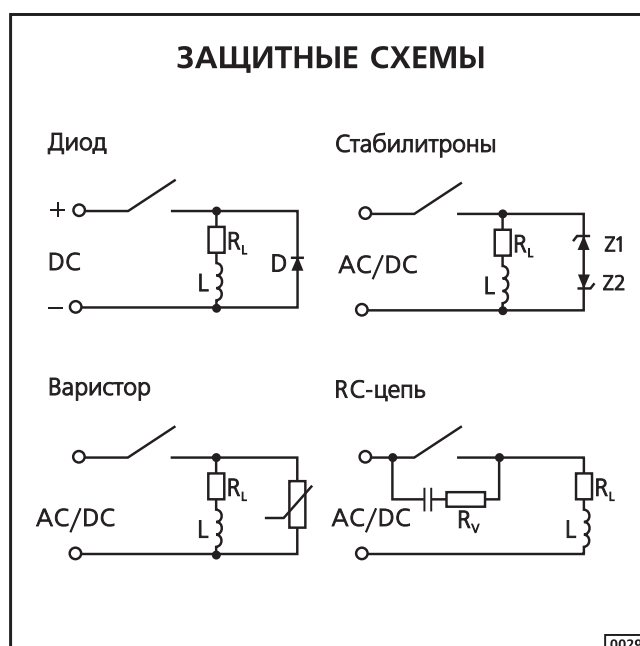 ЗАЩИТНЫЕ СХЕМЫ
Диод
+
DC
−
R_L
L
D
Стабилитроны
AC/DC
R_L
L
Z1
Z2
Варистор
AC/DC
R_L
L
RC-цепь
AC/DC
R_V
R_L
L
0029